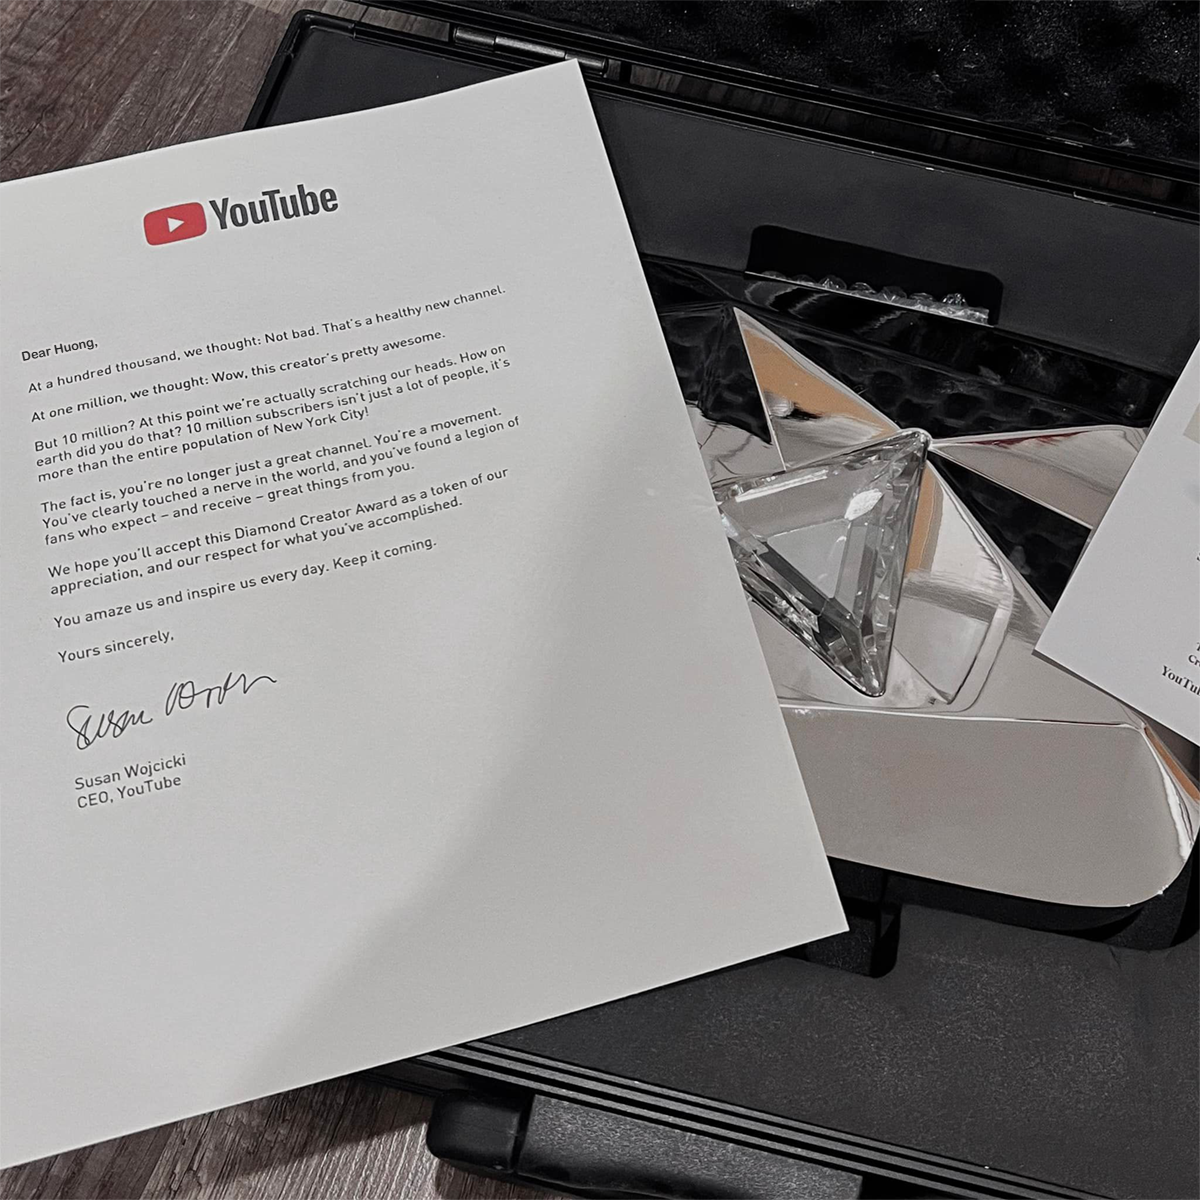 YouTube
Dear Huong,
At a hundred thousand, we thought: Not bad. That's a healthy new channel.
At one million, we thought: Wow, this creator's pretty awesome.
But 10 million? At this point we're actually scratching our heads. How on
earth did you do that? 10 million subscribers isn't just a lot of people, it's
more than the entire population of New York City!
The fact is, you're no longer just a great channel. You're a movement.
You've clearly touched a nerve in the world, and you've found a legion of
fans who expect – and receive – great things from you.
We hope you'll accept this Diamond Creator Award as a token of our
appreciation, and our respect for what you've accomplished.
You amaze us and inspire us every day. Keep it coming.
Yours sincerely,
Susan Wojcicki
CEO, YouTube